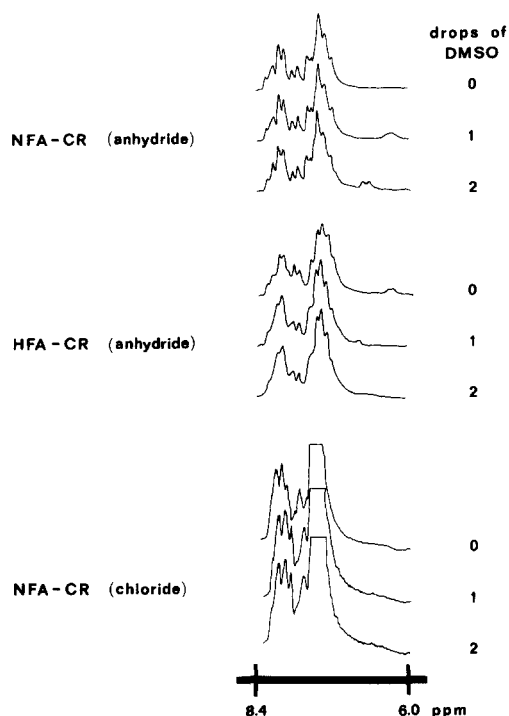 drops of
DMSO
0
NFA-CR (anhydride)
1
2
0
HFA-CR (anhydride)
1
2
0
NFA-CR (chloride)
1
2
8.4 6.0 ppm